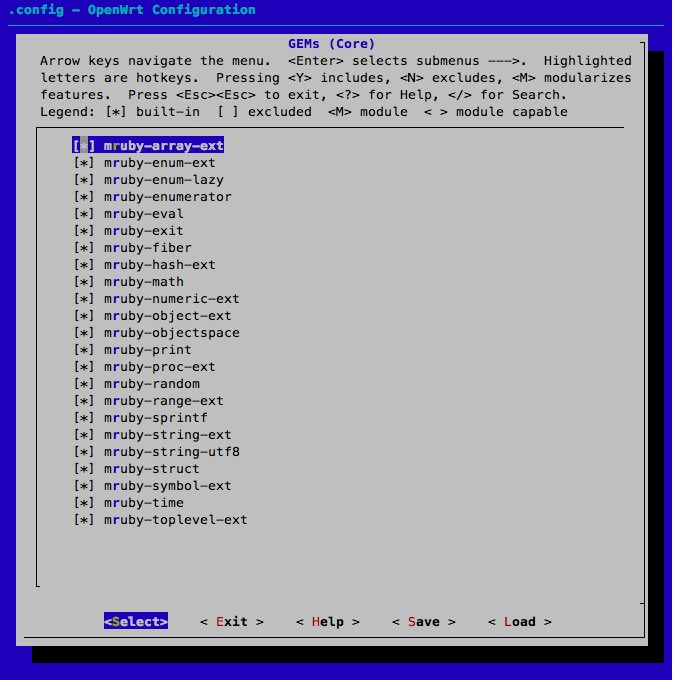 .config - OpenWrt Configuration
GEMs (Core)
Arrow keys navigate the menu.  <Enter> selects submenus --->.  Highlighted
letters are hotkeys.  Pressing <Y> includes, <N> excludes, <M> modularizes
features.  Press <Esc><Esc> to exit, <?> for Help, </> for Search.
Legend: [*] built-in  [ ] excluded  <M> module  < > module capable
[*] mruby-array-ext
[*] mruby-enum-ext
[*] mruby-enum-lazy
[*] mruby-enumerator
[*] mruby-eval
[*] mruby-exit
[*] mruby-fiber
[*] mruby-hash-ext
[*] mruby-math
[*] mruby-numeric-ext
[*] mruby-object-ext
[*] mruby-objectspace
[*] mruby-print
[*] mruby-proc-ext
[*] mruby-random
[*] mruby-range-ext
[*] mruby-sprintf
[*] mruby-string-ext
[*] mruby-string-utf8
[*] mruby-struct
[*] mruby-symbol-ext
[*] mruby-time
[*] mruby-toplevel-ext
<Select>    < Exit >    < Help >    < Save >    < Load >